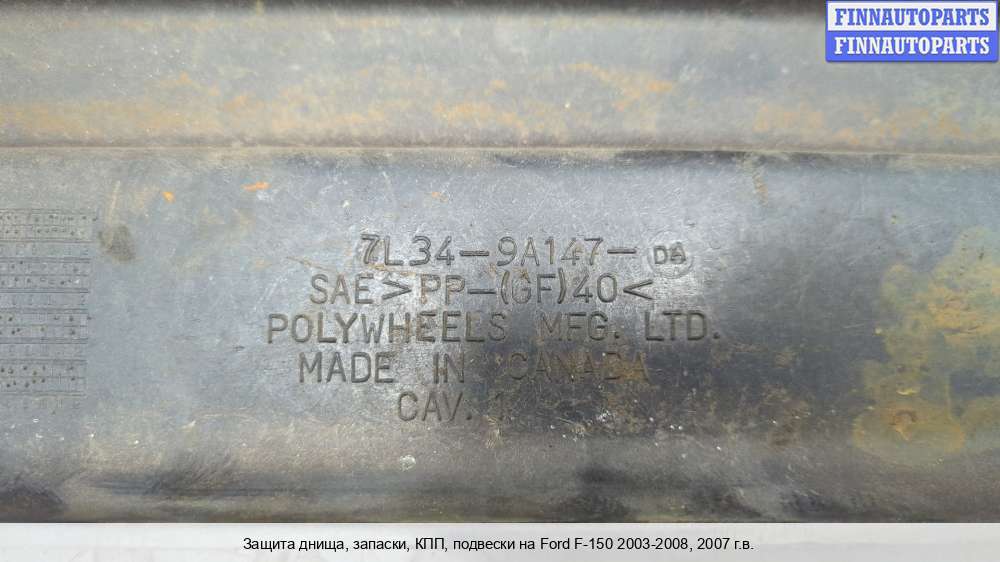 FINNAUTOPARTS
FINNAUTOPARTS
7L34-9A147-
SAE>PP-(GF)40<
POLYWHEELS MFG. LTD.
MADE IN CANADA
CAV. 1
Защита днища, запаски, КПП, подвески на Ford F-150 2003-2008, 2007 г.в.